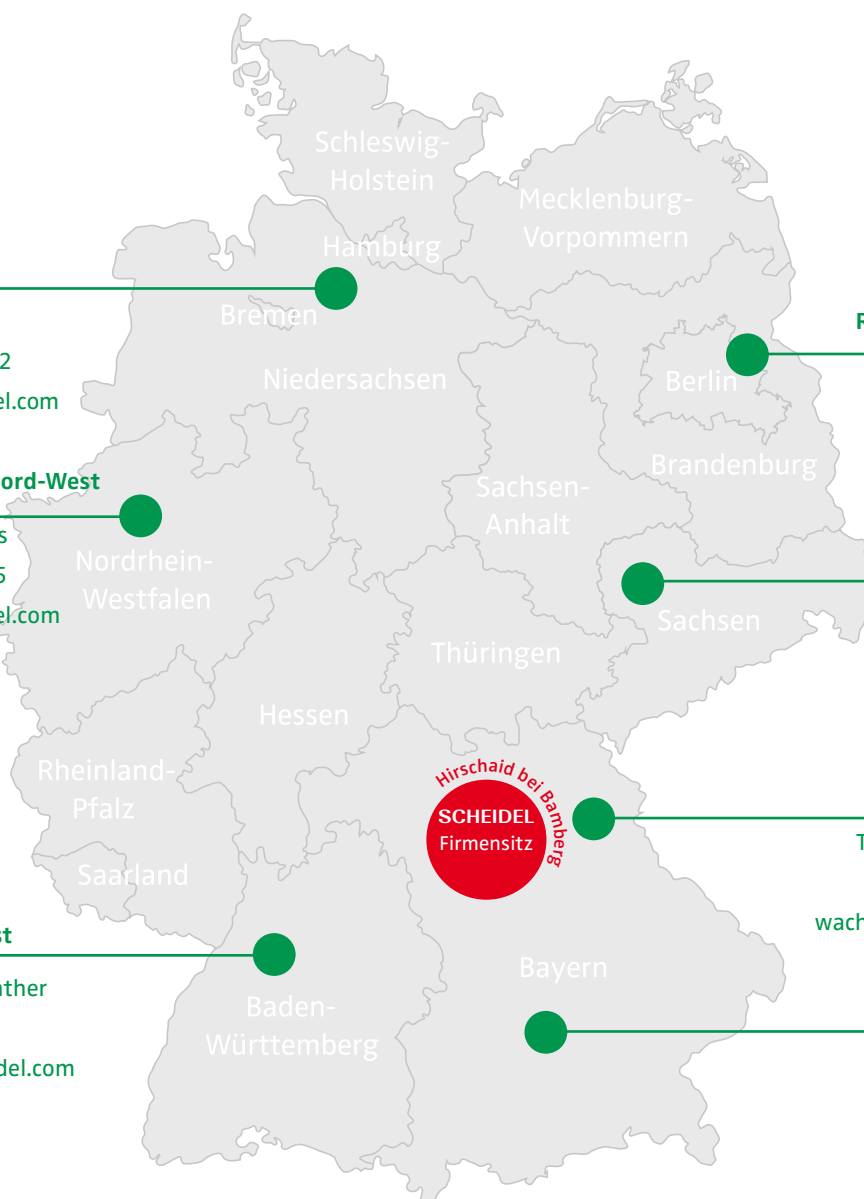 Schleswig-
Holstein
Mecklenburg-
Vorpommern
Hamburg
Bremen
R
2
el.com
Niedersachsen
Berlin
ord-West
Brandenburg
Sachsen-
Anhalt
s
Nordrhein-
Westfalen
5
el.com
Sachsen
Thüringen
Hessen
Rheinland-
Pfalz
Hirschaid bei Bamberg
SCHEIDEL
Firmensitz
T
Saarland
wach
st
Bayern
nther
Baden-
Württemberg
del.com